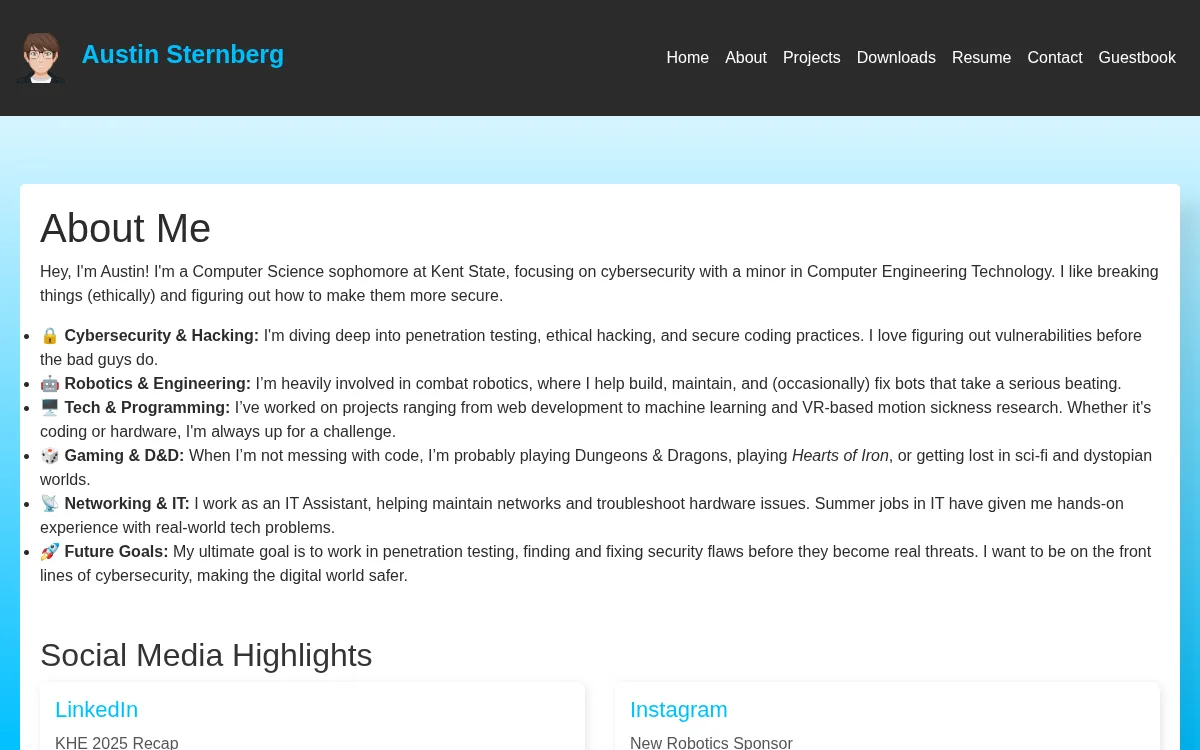 Austin Sternberg
Home About Projects Downloads Resume Contact Guestbook
About Me
Hey, I'm Austin! I'm a Computer Science sophomore at Kent State, focusing on cybersecurity with a minor in Computer Engineering Technology. I like breaking
things (ethically) and figuring out how to make them more secure.
• 🔒 Cybersecurity & Hacking: I'm diving deep into penetration testing, ethical hacking, and secure coding practices. I love figuring out vulnerabilities before
the bad guys do.
• 🤖 Robotics & Engineering: I’m heavily involved in combat robotics, where I help build, maintain, and (occasionally) fix bots that take a serious beating.
• 🖥️ Tech & Programming: I’ve worked on projects ranging from web development to machine learning and VR-based motion sickness research. Whether it's
coding or hardware, I'm always up for a challenge.
• 🎲 Gaming & D&D: When I’m not messing with code, I’m probably playing Dungeons & Dragons, playing Hearts of Iron, or getting lost in sci-fi and dystopian
worlds.
• 📡 Networking & IT: I work as an IT Assistant, helping maintain networks and troubleshoot hardware issues. Summer jobs in IT have given me hands-on
experience with real-world tech problems.
• 🚀 Future Goals: My ultimate goal is to work in penetration testing, finding and fixing security flaws before they become real threats. I want to be on the front
lines of cybersecurity, making the digital world safer.
Social Media Highlights
LinkedIn
KHE 2025 Recap
Instagram
New Robotics Sponsor